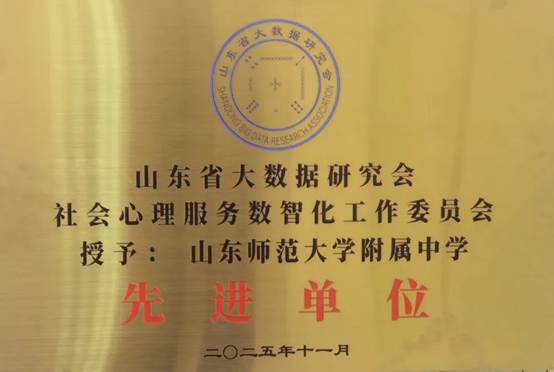 山东省大数据研究会
SHANDONG BIG DATA RESEARCH ASSOCIATION
山东省大数据研究会
社会心理服务数智化工作委员会
授予： 山东师范大学附属中学
先进单位
二〇二五年十一月